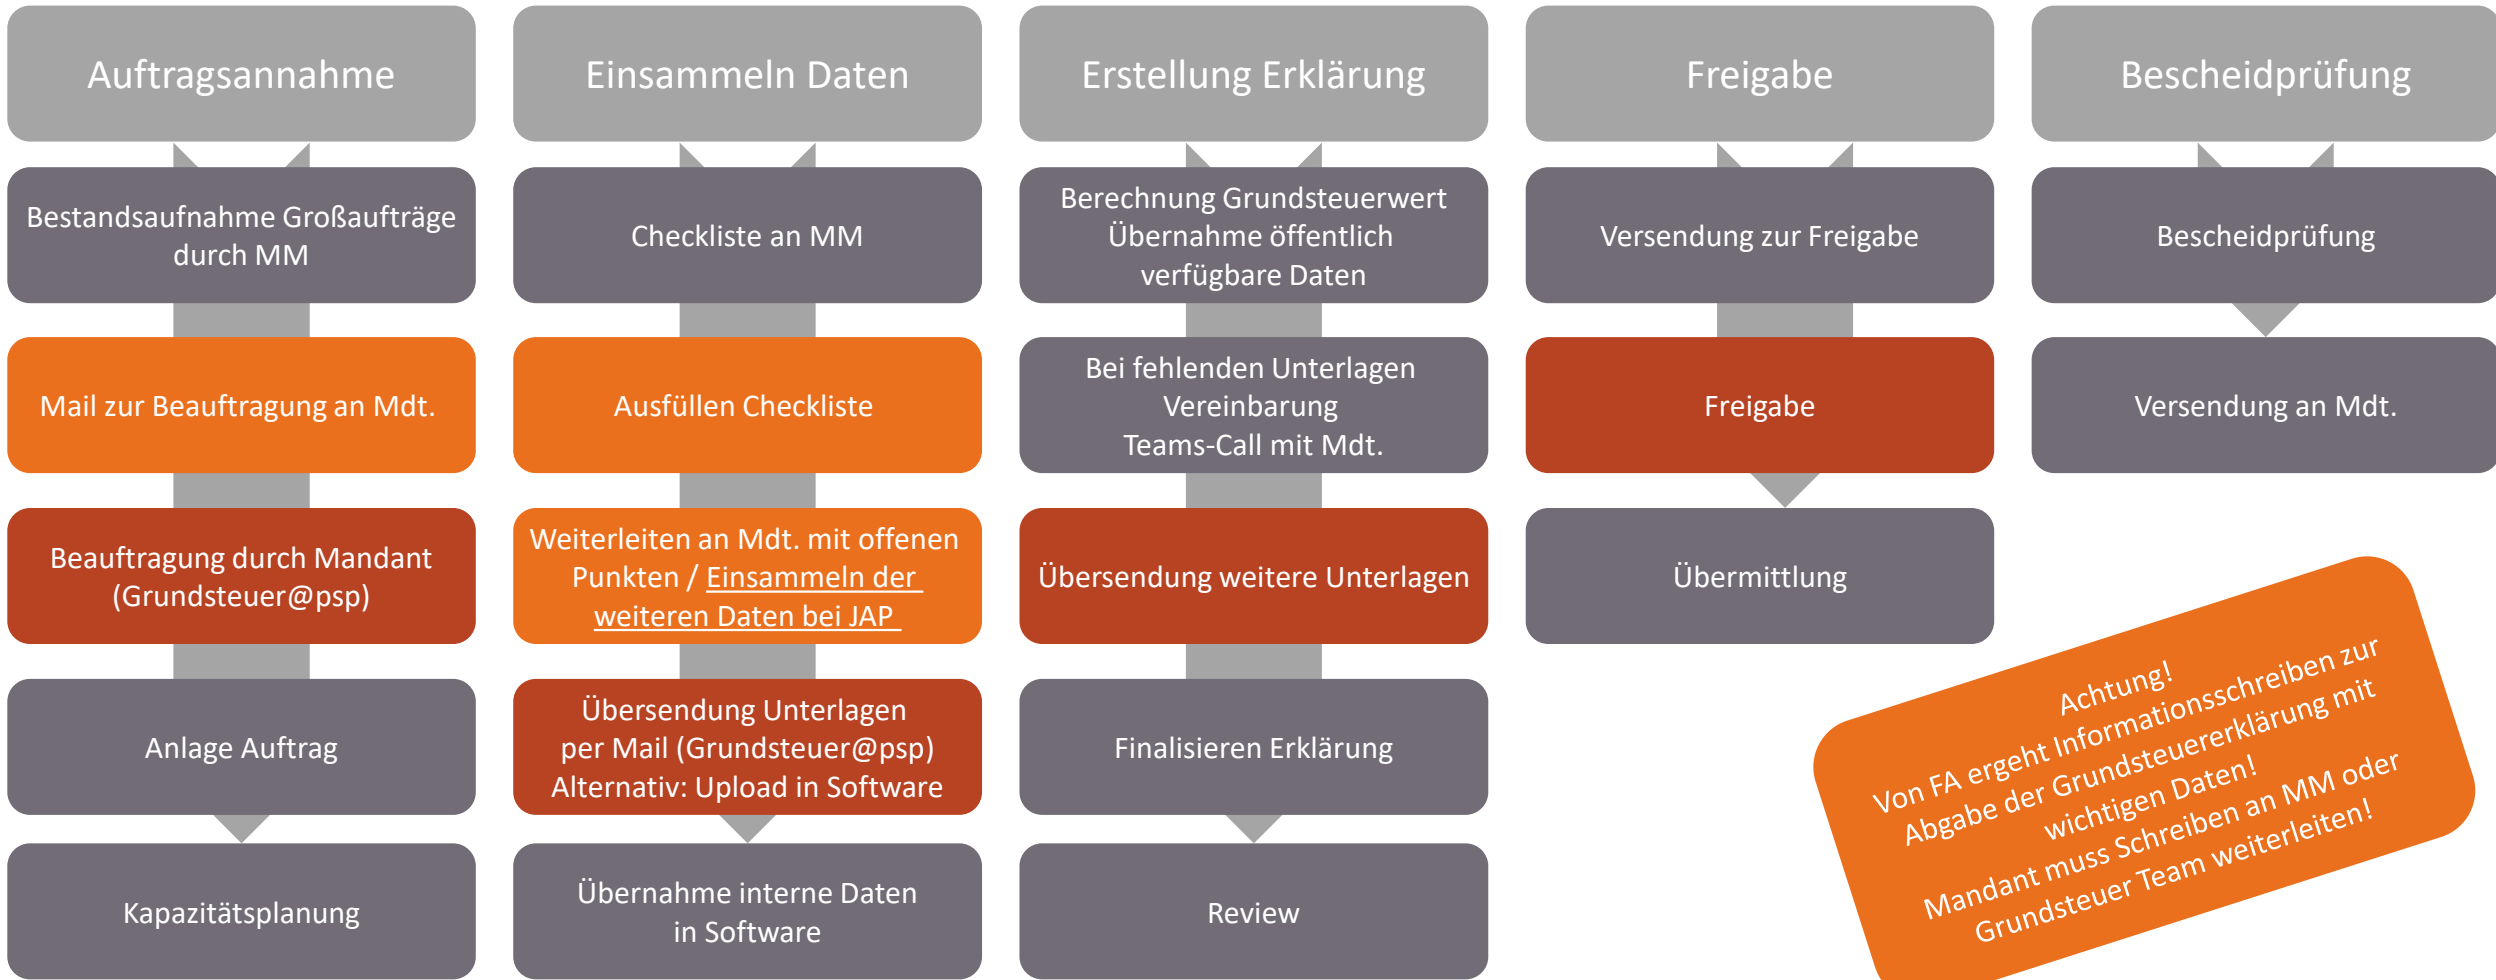 Auftragsannahme
Bestandsaufnahme Großaufträge
durch MM
Mail zur Beauftragung an Mdt.
Beauftragung durch Mandant
(Grundsteuer@psp)
Anlage Auftrag
Kapazitätsplanung
Einsammeln Daten
Checkliste an MM
Ausfüllen Checkliste
Weiterleiten an Mdt. mit offenen
Punkten / Einsammeln der
weiteren Daten bei JAP
Übersendung Unterlagen
per Mail (Grundsteuer@psp)
Alternativ: Upload in Software
Übernahme interne Daten
in Software
Erstellung Erklärung
Berechnung Grundsteuerwert
Übernahme öffentlich
verfügbare Daten
Bei fehlenden Unterlagen
Vereinbarung
Teams-Call mit Mdt.
Übersendung weitere Unterlagen
Finalisieren Erklärung
Review
Freigabe
Versendung zur Freigabe
Freigabe
Übermittlung
Bescheidprüfung
Bescheidprüfung
Versendung an Mdt.
Achtung!
Von FA ergeht Informationsschreiben zur
Abgabe der Grundsteuererklärung mit
wichtigen Daten!
Mandant muss Schreiben an MM oder
Grundsteuer Team weiterleiten!